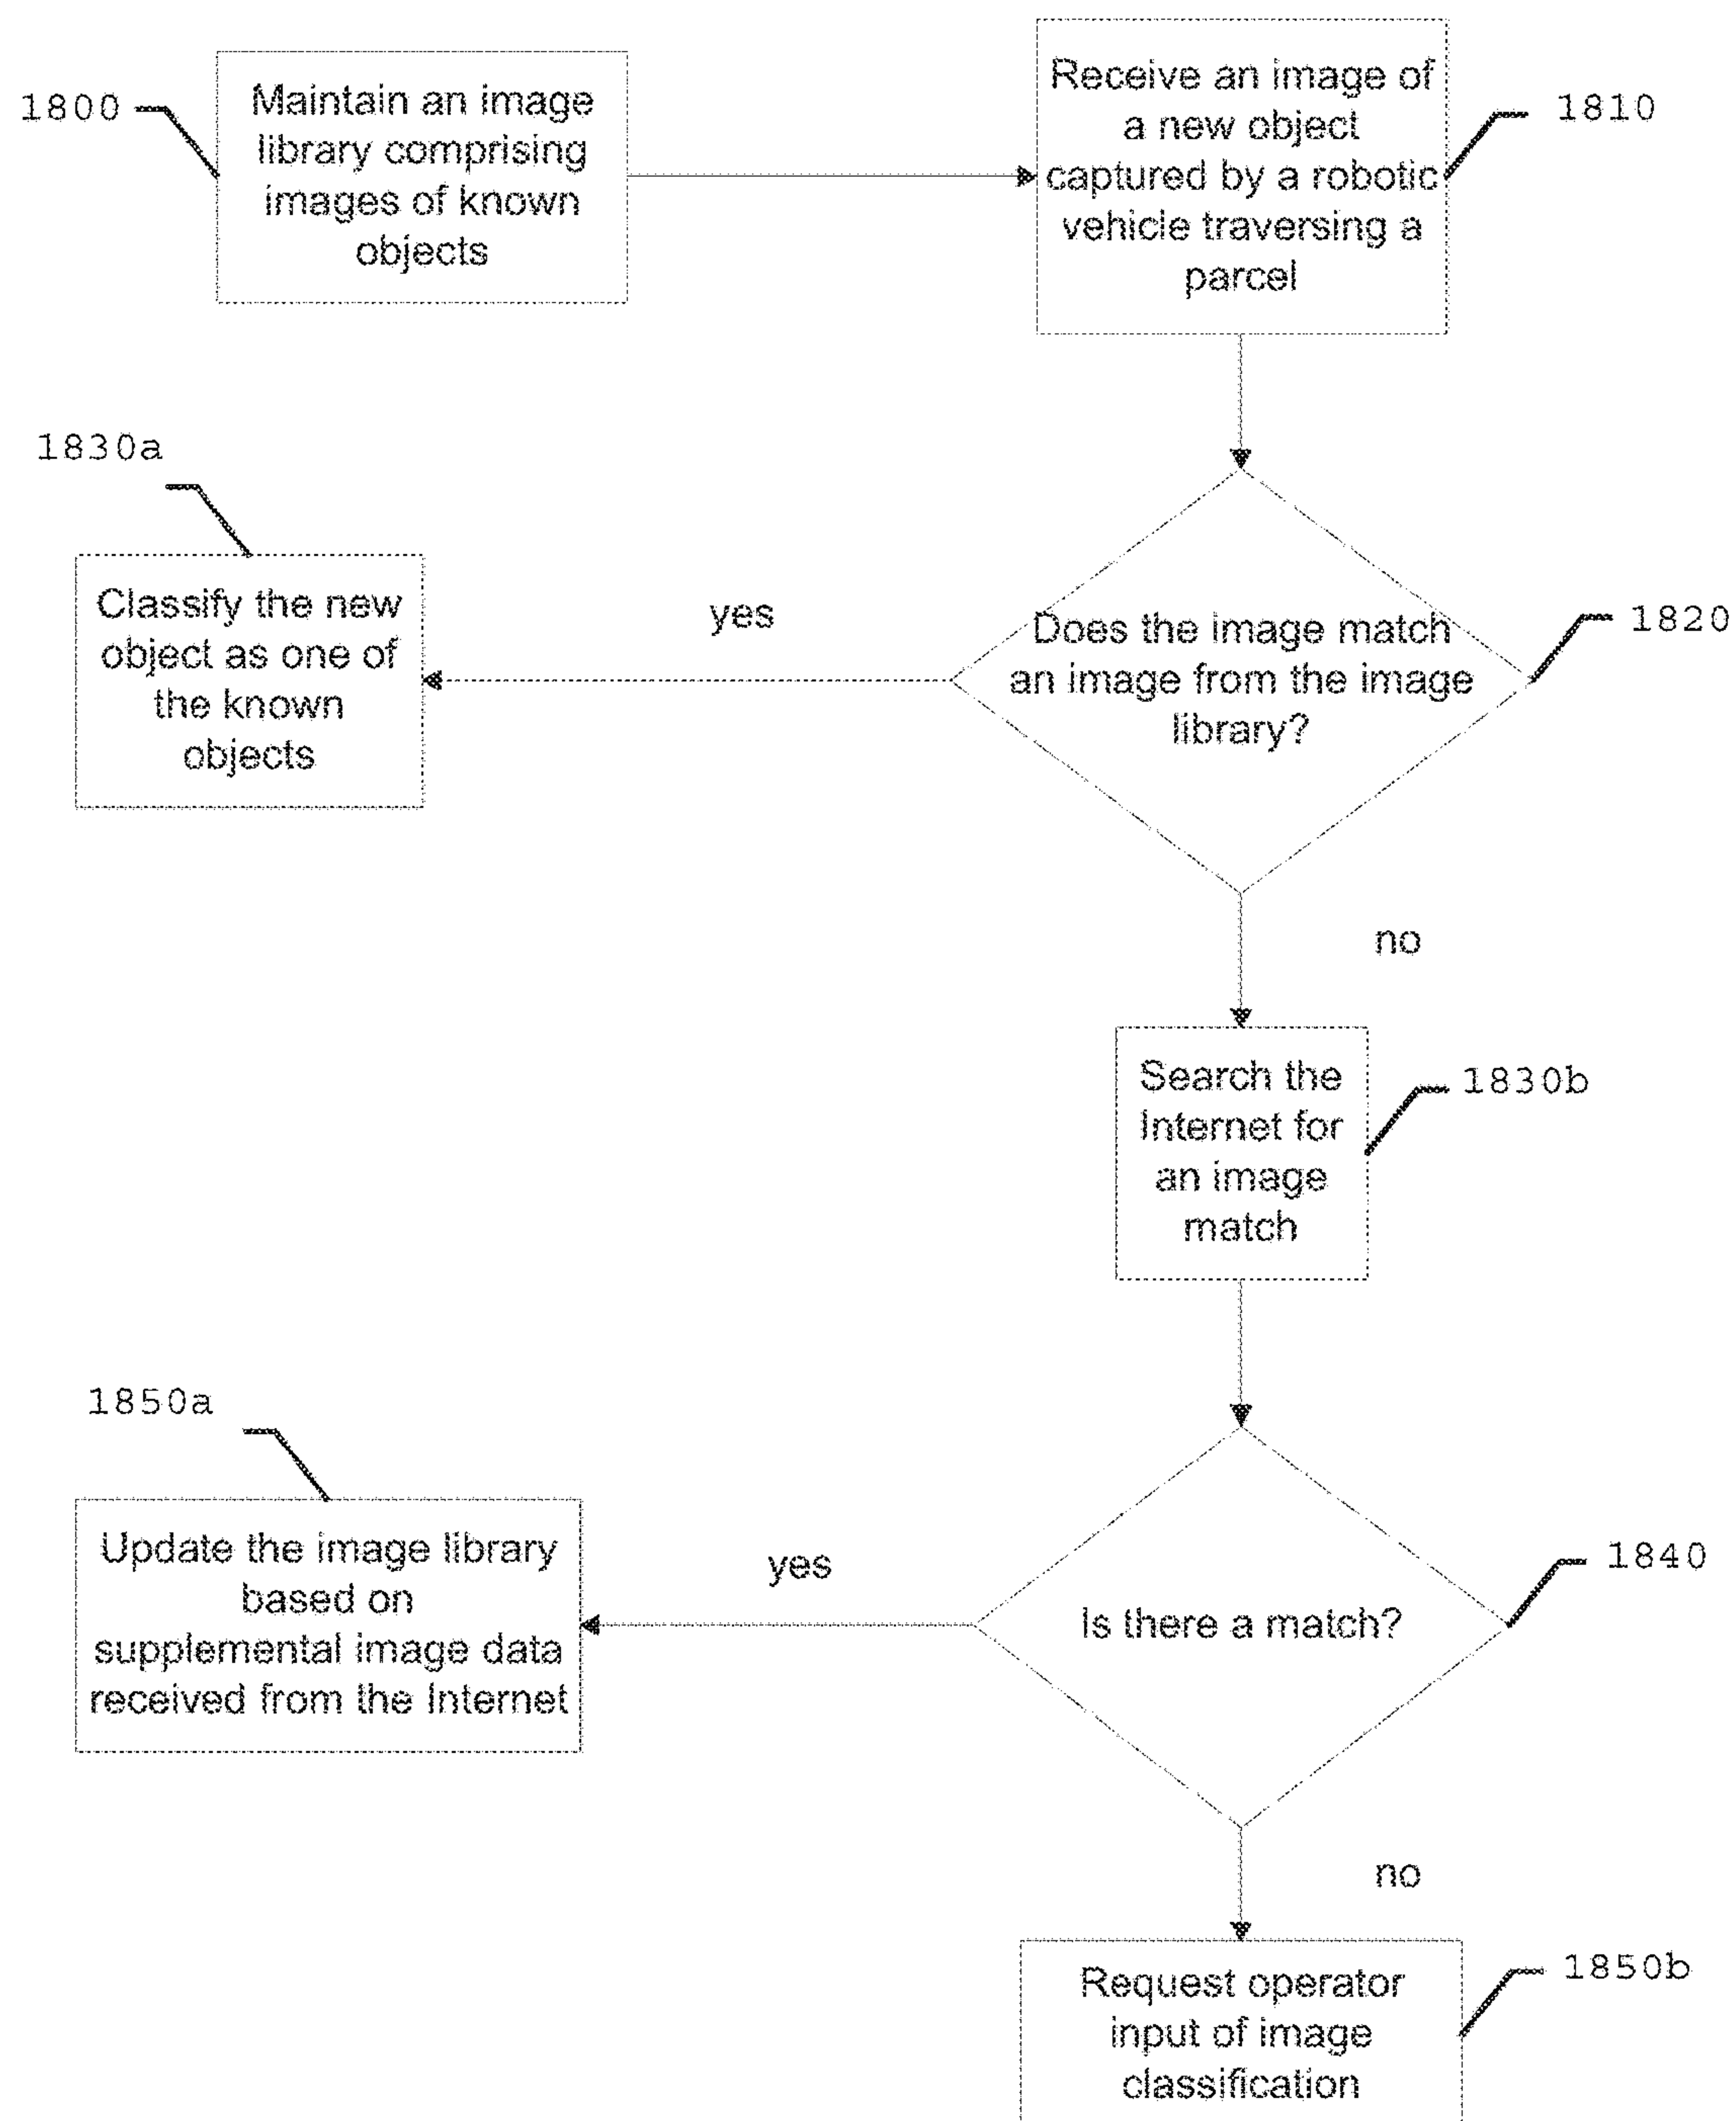 1800
Maintain an image
library comprising
images of known
objects
Receive an image of
a new object
captured by a robotic
vehicle traversing a
parcel
1810
1830a
Classify the new
object as one of
the known
objects
yes
Does the image match
an image from the image
library?
1820
no
Search the
Internet for
an image
match
1830b
1850a
Update the image library
based on
supplemental image data
received from the Internet
yes
Is there a match?
1840
no
Request operator
input of image
classification
1850b